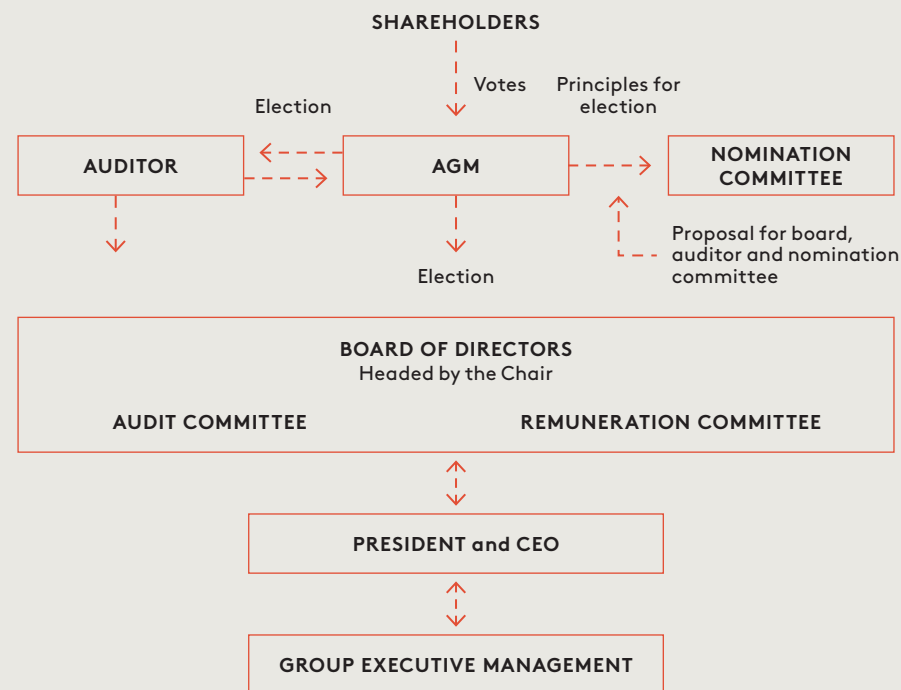 SHAREHOLDERS
Votes
Principles for
election
Election
AUDITOR
AGM
NOMINATION
COMMITTEE
Proposal for board,
auditor and nomination
committee
Election
BOARD OF DIRECTORS
Headed by the Chair
AUDIT COMMITTEE
REMUNERATION COMMITTEE
PRESIDENT and CEO
GROUP EXECUTIVE MANAGEMENT